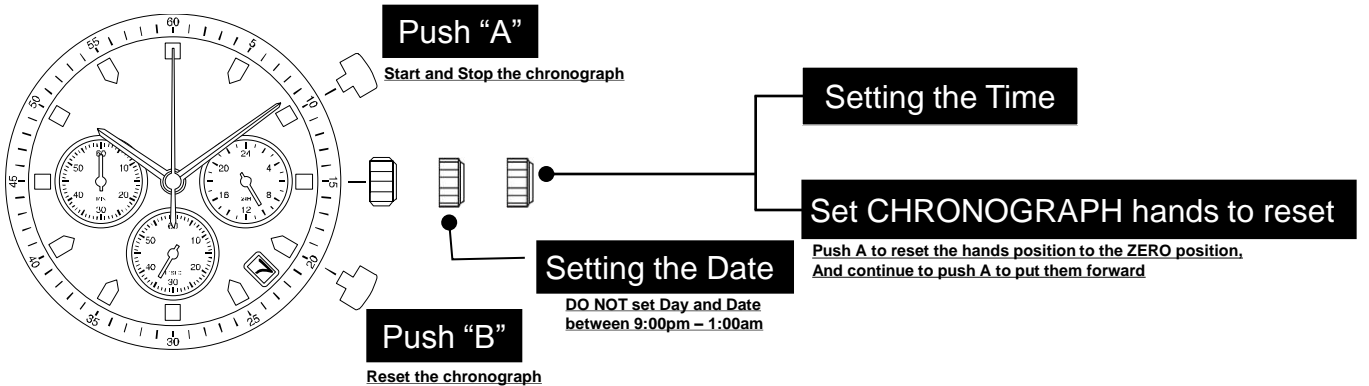 Push “A”
Start and Stop the chronograph
Setting the Time
Set CHRONOGRAPH hands to reset
Push A to reset the hands position to the ZERO position,
And continue to push A to put them forward
Setting the Date
DO NOT set Day and Date
between 9:00pm – 1:00am
Push “B”
Reset the chronograph
60
5
10
15
20
25
30
35
40
45
50
55
60
10
20
30
40
50
MIN
24
4
8
12
16
20
24H
60
10
20
30
40
50
7